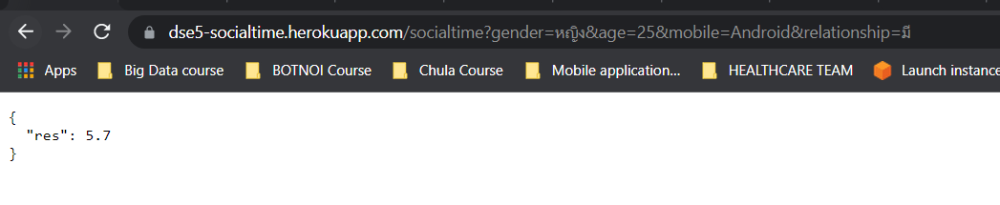 dse5-socialtime.herokuapp.com/socialtime?gender=หญิง&age=25&mobile=Android&relationship=มี
Apps Big Data course BOTNOI Course Chula Course Mobile application... HEALTHCARE TEAM Launch instance
{
"res": 5.7
}